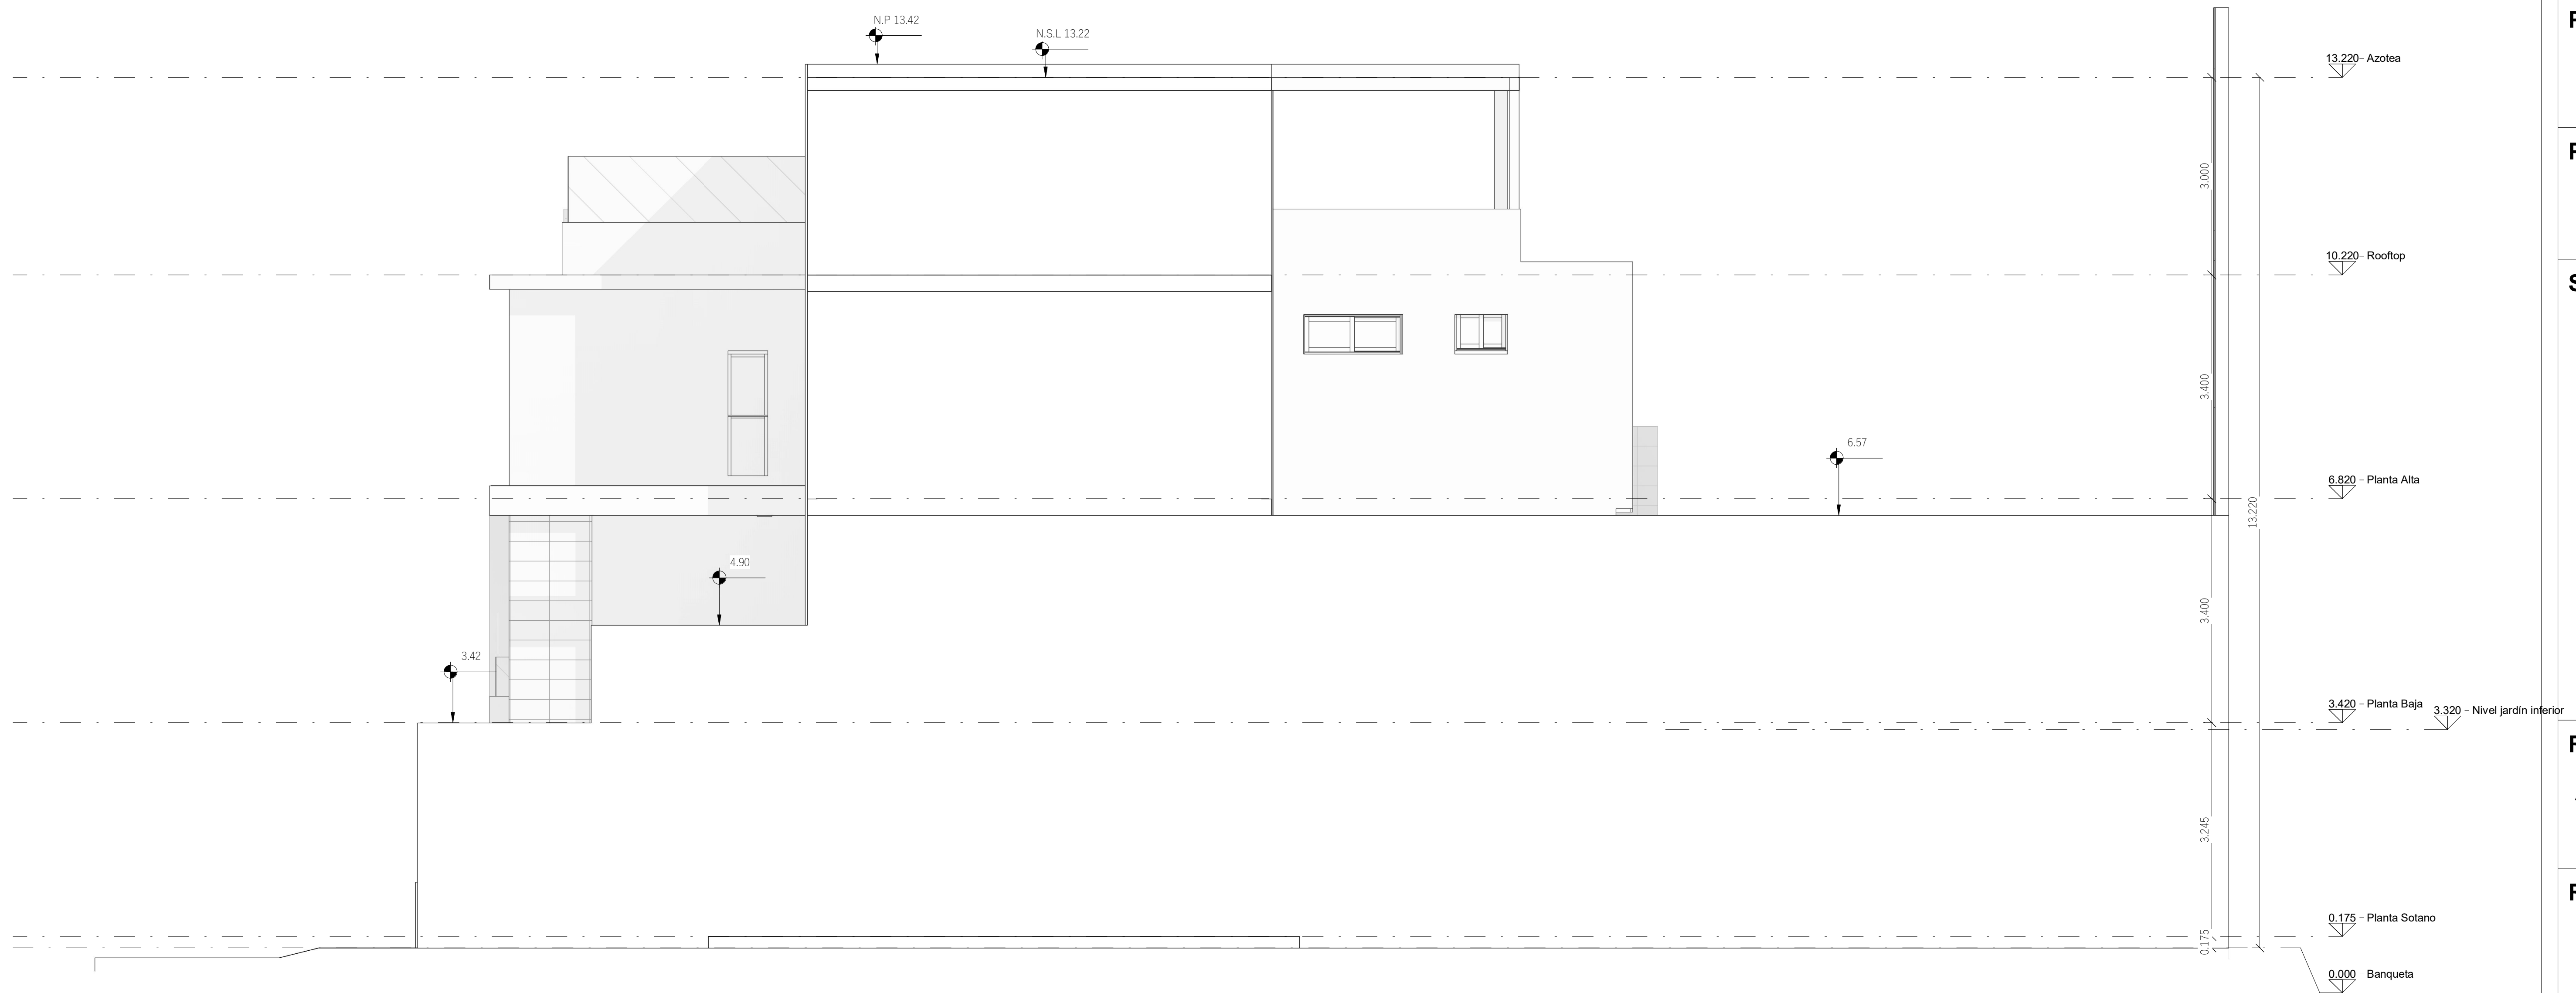 N.P 13.42
N.S.L 13.22
13.220 - Azotea
3.000
10.220 - Rooftop
3.400
6.57
6.820 - Planta Alta
13.220
4.90
3.400
3.42
3.420 - Planta Baja
3.320 - Nivel jardín inferior
3.245
0.175 - Planta Sotano
0.175
0.000 - Banqueta